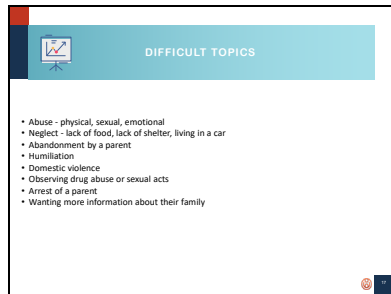 DIFFICULT TOPICS
• Abuse - physical, sexual, emotional
• Neglect - lack of food, lack of shelter, living in a car
• Abandonment by a parent
• Humiliation
• Domestic violence
• Observing drug abuse or sexual acts
• Arrest of a parent
• Wanting more information about their family